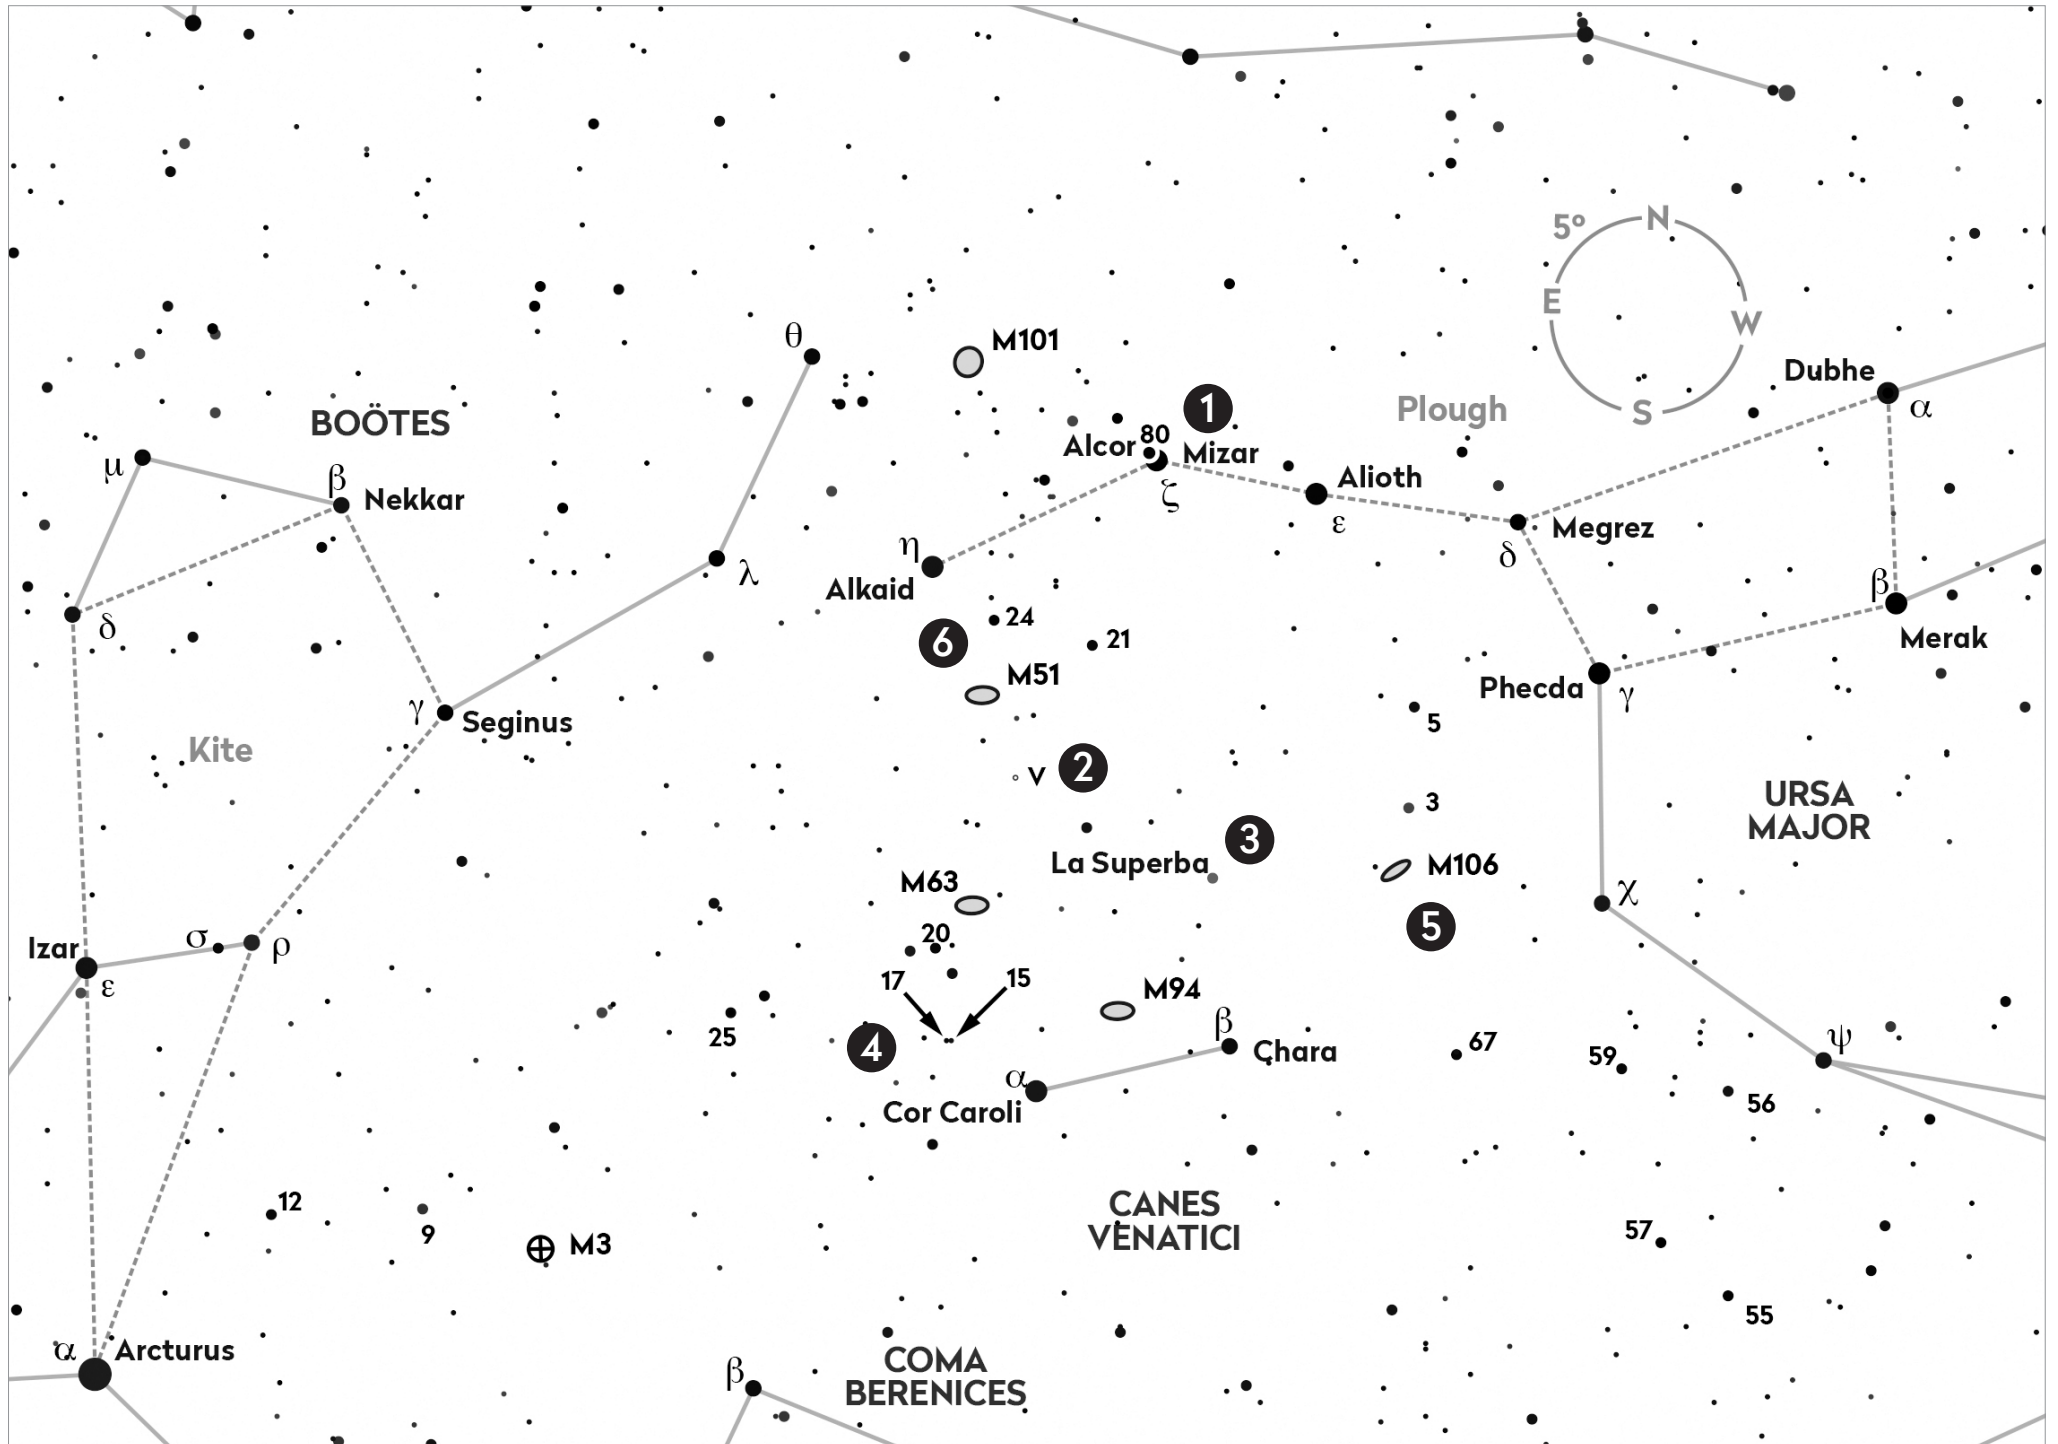 5°
N
E
W
S
θ
M101
Dubhe
α
Plough
1
BOÖTES
Alcor
80
Mizar
ζ
μ
β
Nekkar
Alioth
ε
Megrez
δ
η
Alkaid
λ
β
Merak
δ
24
6
21
M51
Phecda
γ
γ
Seginus
5
Kite
V
2
3
URSA
MAJOR
La Superba
3
M106
M63
χ
5
20
Izar
σ
ρ
ε
17
15
M94
25
4
β
Chara
67
59
ψ
α
Cor Caroli
56
12
9
M3
CANES
VENATICI
57
55
α
Arcturus
β
COMA
BERENICES